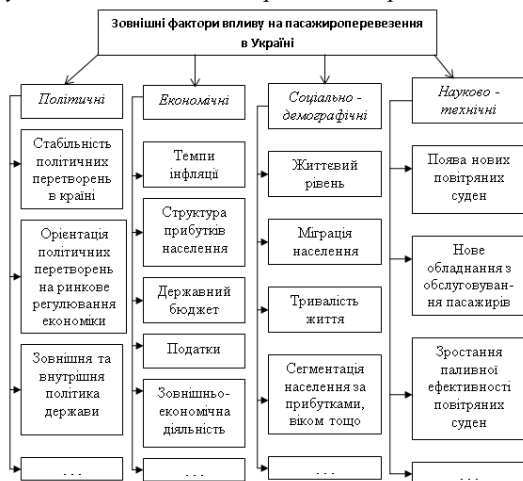 Зовнішні фактори впливу на пасажироперевезення
в Україні
Політичні
Стабільність
політичних
перетворень
в країні
Орієнтація
політичних
перетворень
на ринкове
регулювання
економіки
Зовнішня та
внутрішня
політика
держави
. . .
Економічні
Темпи
інфляції
Структура
прибутків
населення
Державний
бюджет
Податки
Зовнішньо-
економічна
діяльність
. . .
Соціально-
демографічні
Життєвий
рівень
Міграція
населення
Тривалість
життя
Сегментація
населення за
прибутками,
віком тощо
. . .
Науково -
технічні
Поява нових
повітряних
суден
Нове
обладнання з
обслуговуван-
ня пасажирів
Зростання
паливної
ефективності
повітряних
суден
. . .